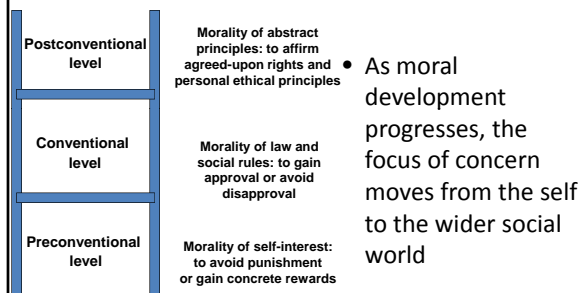 Postconventional
level
Morality of abstract
principles: to affirm
agreed-upon rights and
personal ethical principles
Conventional
level
Morality of law and
social rules: to gain
approval or avoid
disapproval
Preconventional
level
Morality of self-interest:
to avoid punishment
or gain concrete rewards
• As moral
development
progresses, the
focus of concern
moves from the self
to the wider social
world